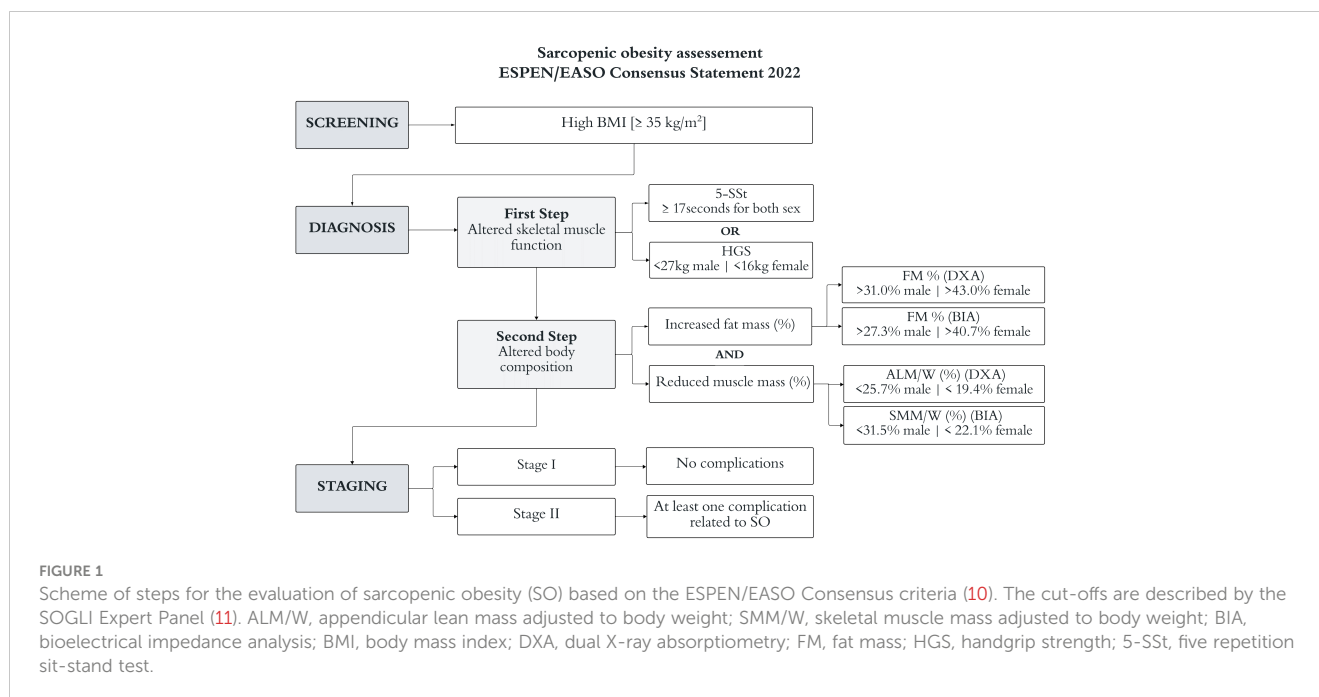 Sarcopenic obesity assessement
ESPEN/EASO Consensus Statement 2022
SCREENING
High BMI [≥ 35 kg/m²]
DIAGNOSIS
First Step
Altered skeletal muscle
function
5-SSt
≥ 17seconds for both sex
OR
HGS
<27kg male | <16kg female
Second Step
Altered body
composition
Increased fat mass (%)
FM % (DXA)
>31.0% male | >43.0% female
FM % (BIA)
>27.3% male | >40.7% female
AND
Reduced muscle mass (%)
ALM/W (%) (DXA)
<25.7% male | < 19.4% female
SMM/W (%) (BIA)
<31.5% male | < 22.1% female
STAGING
Stage I
No complications
Stage II
At least one complication
related to SO
FIGURE 1
Scheme of steps for the evaluation of sarcopenic obesity (SO) based on the ESPEN/EASO Consensus criteria (10). The cut-offs are described by the
SOGLI Expert Panel (11). ALM/W, appendicular lean mass adjusted to body weight; SMM/W, skeletal muscle mass adjusted to body weight; BIA,
bioelectrical impedance analysis; BMI, body mass index; DXA, dual X-ray absorptiometry; FM, fat mass; HGS, handgrip strength; 5-SSt, five repetition
sit-stand test.